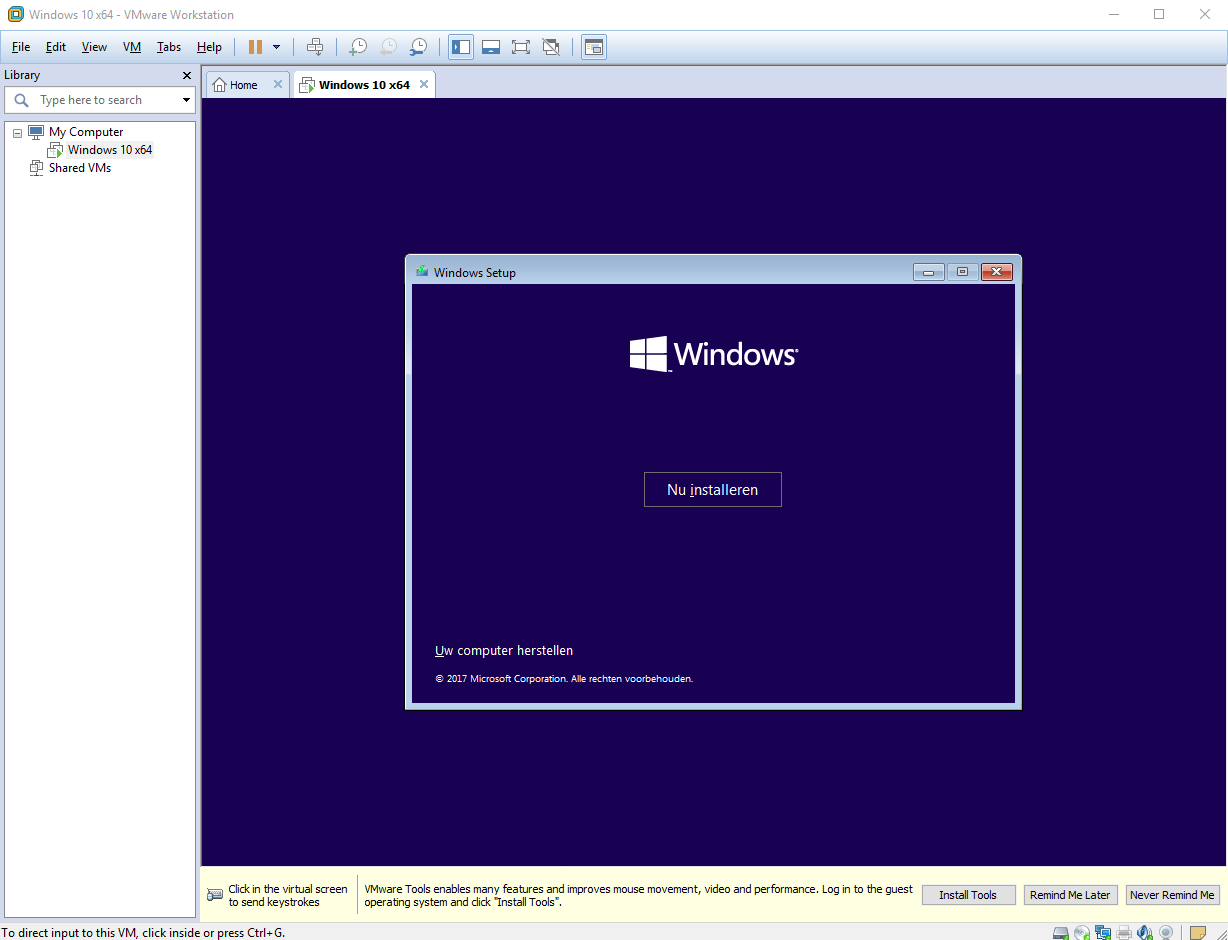 Windows 10 x64 - VMware Workstation
File Edit View VM Tabs Help
Library
Type here to search
My Computer
Windows 10 x64
Shared VMs
Home
Windows 10 x64
Windows Setup
Windows
Nu installeren
Uw computer herstellen
© 2017 Microsoft Corporation. Alle rechten voorbehouden.
Click in the virtual screen
to send keystrokes
VMware Tools enables many features and improves mouse movement, video and performance. Log in to the guest
operating system and click "Install Tools".
Install Tools
Remind Me Later
Never Remind Me
To direct input to this VM, click inside or press Ctrl+G.